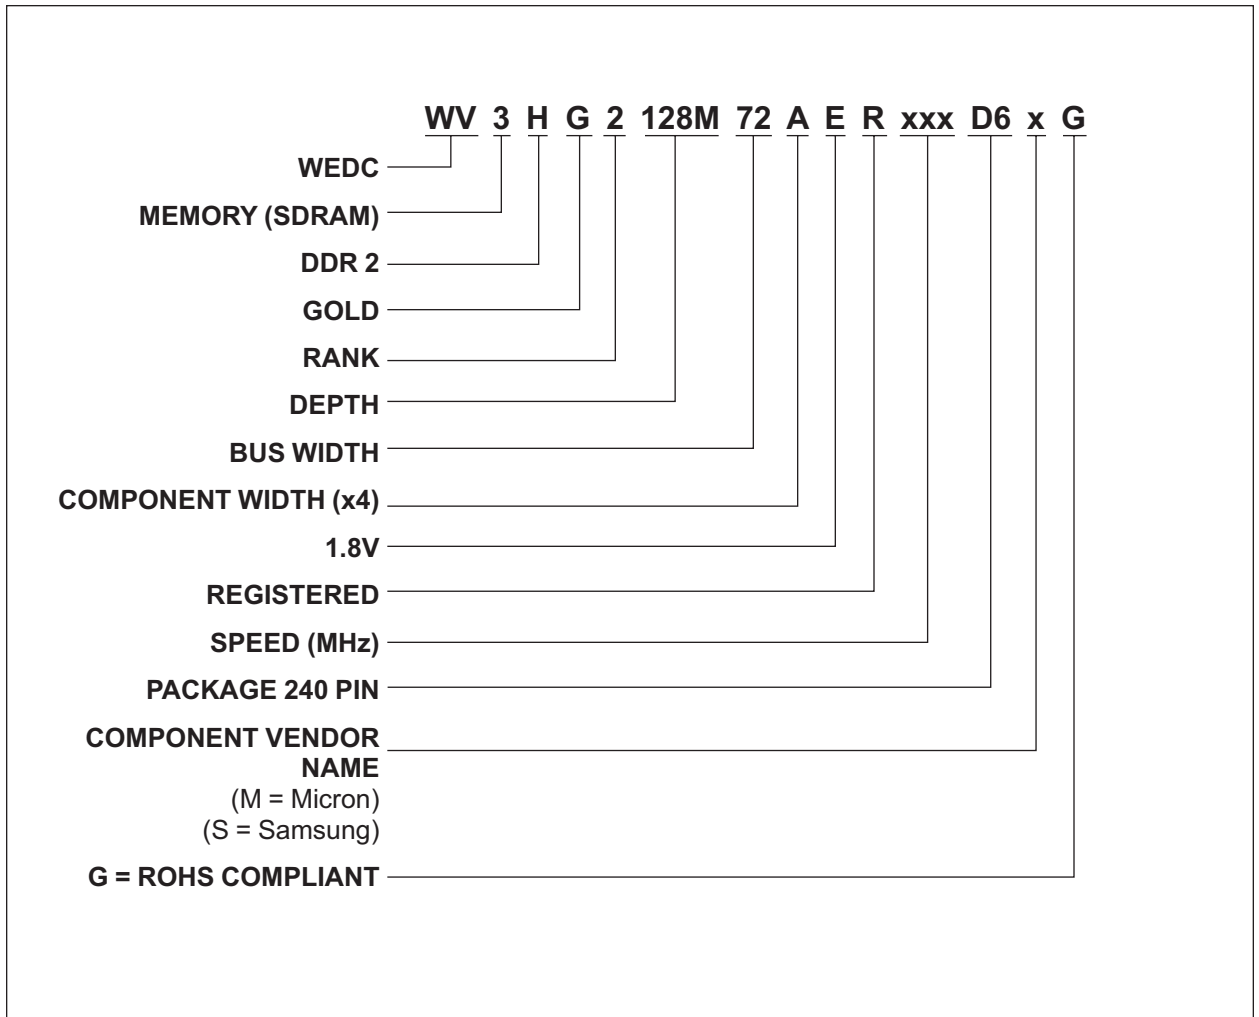 WV 3 H G 2 128M 72 A E R xxx D6 x G
WEDC
MEMORY (SDRAM)
DDR 2
GOLD
RANK
DEPTH
BUS WIDTH
COMPONENT WIDTH (x4)
1.8V
REGISTERED
SPEED (MHz)
PACKAGE 240 PIN
COMPONENT VENDOR
NAME
(M = Micron)
(S = Samsung)
G = ROHS COMPLIANT